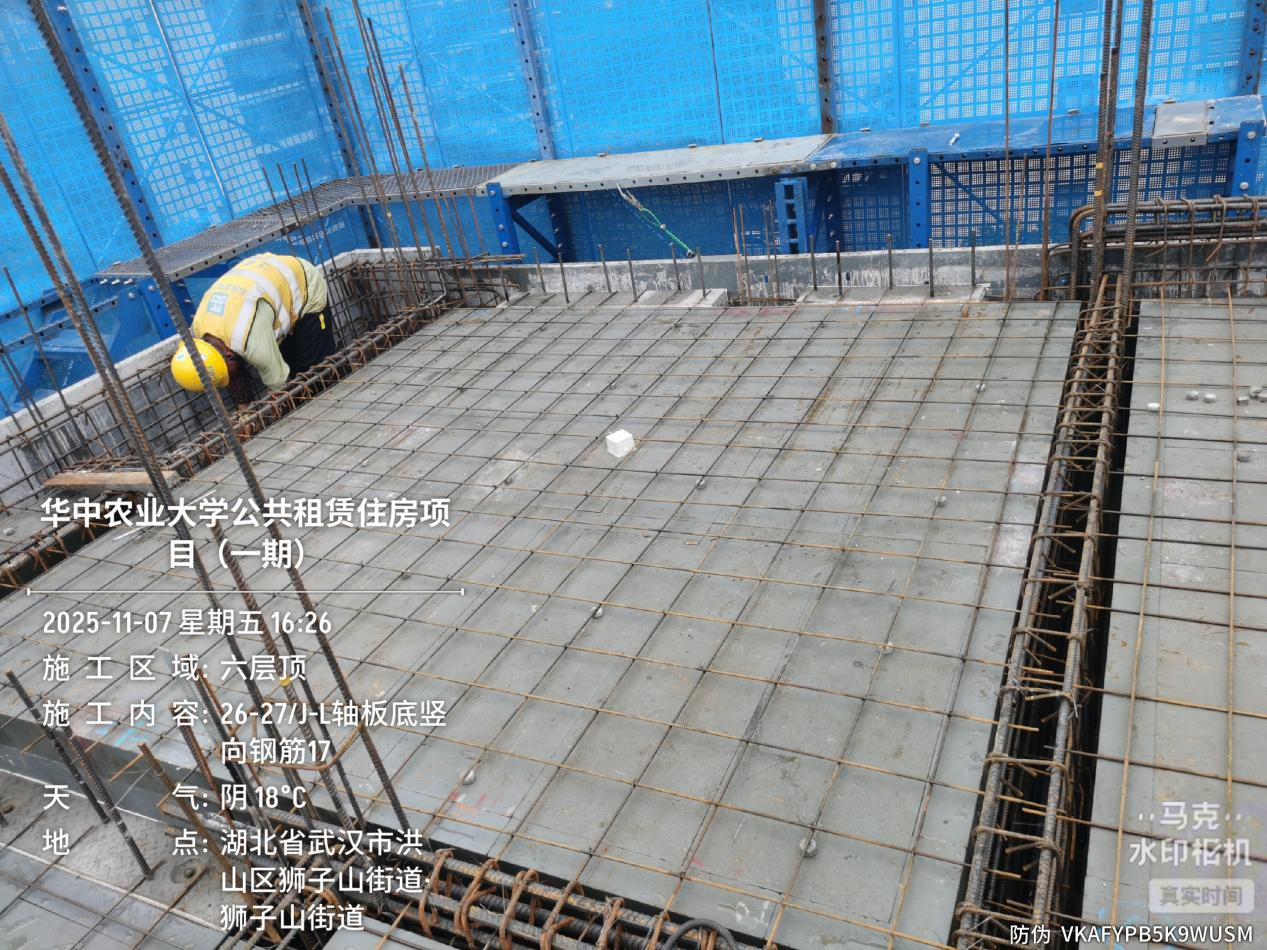 华中农业大学公共租赁住房项
目（一期）
2025-11-07 星期五 16:26
施工区域：六层顶
施工内容：26-27/J-L轴板底竖
向钢筋17
天气：阴18°C
地点：湖北省武汉市洪
山区狮子山街道·
狮子山街道
马克
水印相机
真实时间
防伪 VKAFYPB5K9WUSM